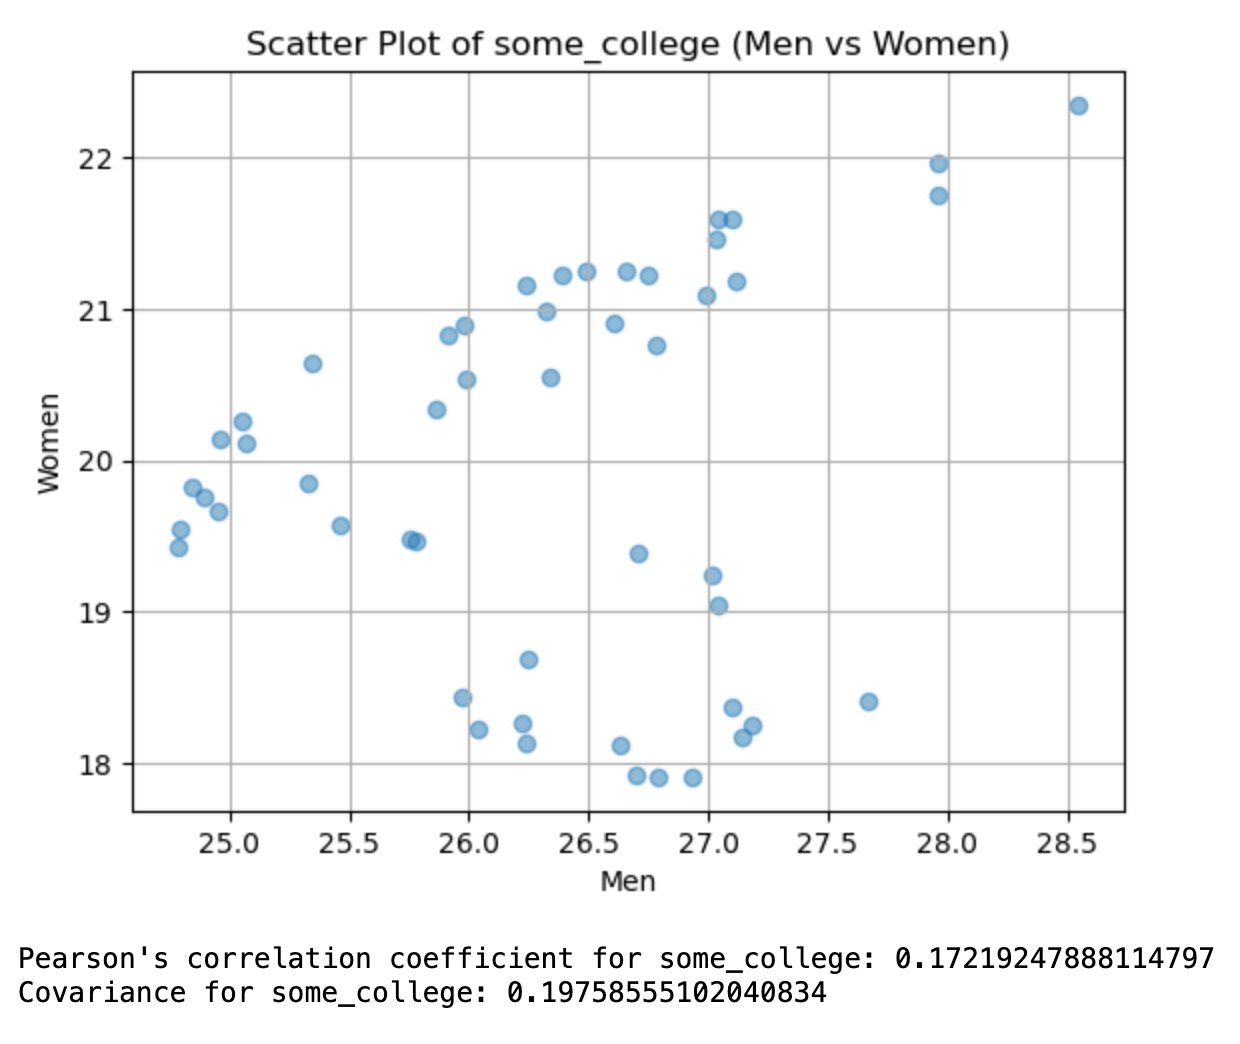 Scatter Plot of some_college (Men vs Women)
22
21
20
19
18
Women
25.0 25.5 26.0 26.5 27.0 27.5 28.0 28.5
Men
Pearson's correlation coefficient for some_college: 0.17219247888114797
Covariance for some_college: 0.19758555102040834